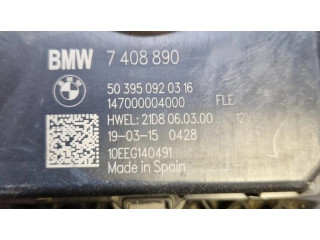 BMW 7 408 890
50 395 092 03 16
147000004000 FLE
HWEL: 21D8 06.03.00 12V
19-03-15 0428
10EEG140491
Made in Spain